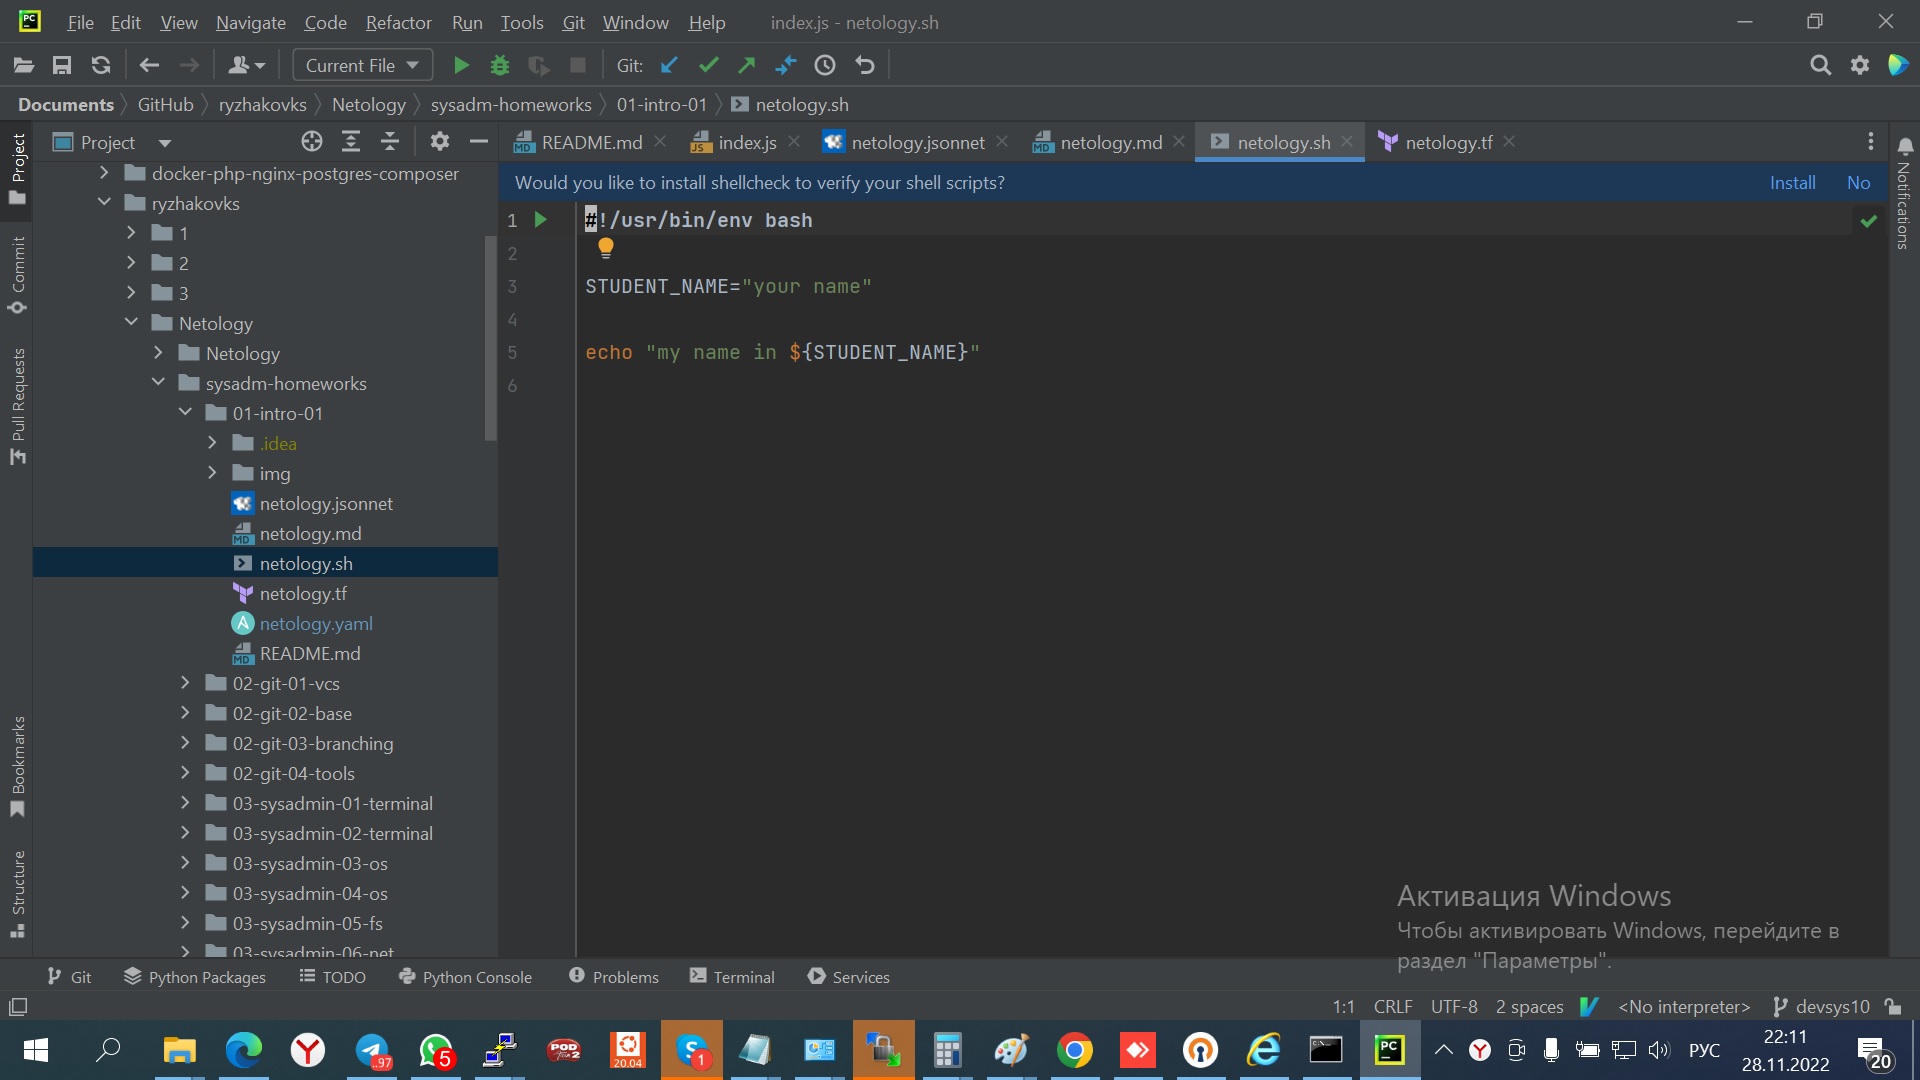 PC File Edit View Navigate Code Refactor Run Tools Git Window Help index.js - netology.sh
Current File Git:
Documents GitHub ryzhakovks Netology sysadm-homeworks 01-intro-01 netology.sh
Project README.md index.js netology.jsonnet netology.md netology.sh netology.tf
Would you like to install shellcheck to verify your shell scripts? Install No
Project
Commit
Pull Requests
Bookmarks
Structure
Notifications
docker-php-nginx-postgres-composer
ryzhakovks
1
2
3
Netology
Netology
sysadm-homeworks
01-intro-01
.idea
img
netology.jsonnet
netology.md
netology.sh
netology.tf
netology.yaml
README.md
02-git-01-vcs
02-git-02-base
02-git-03-branching
02-git-04-tools
03-sysadmin-01-terminal
03-sysadmin-02-terminal
03-sysadmin-03-os
03-sysadmin-04-os
03-sysadmin-05-fs
03-sysadmin-06-net
1 #!/usr/bin/env bash
2
3 STUDENT_NAME="your name"
4
5 echo "my name in ${STUDENT_NAME}"
6
Активация Windows
Чтобы активировать Windows, перейдите в
раздел "Параметры".
Git Python Packages TODO Python Console Problems Terminal Services
1:1 CRLF UTF-8 2 spaces <No interpreter> devsys10
..97 5 POD 20.04 S 1 PC РУС 22:11
28.11.2022 20